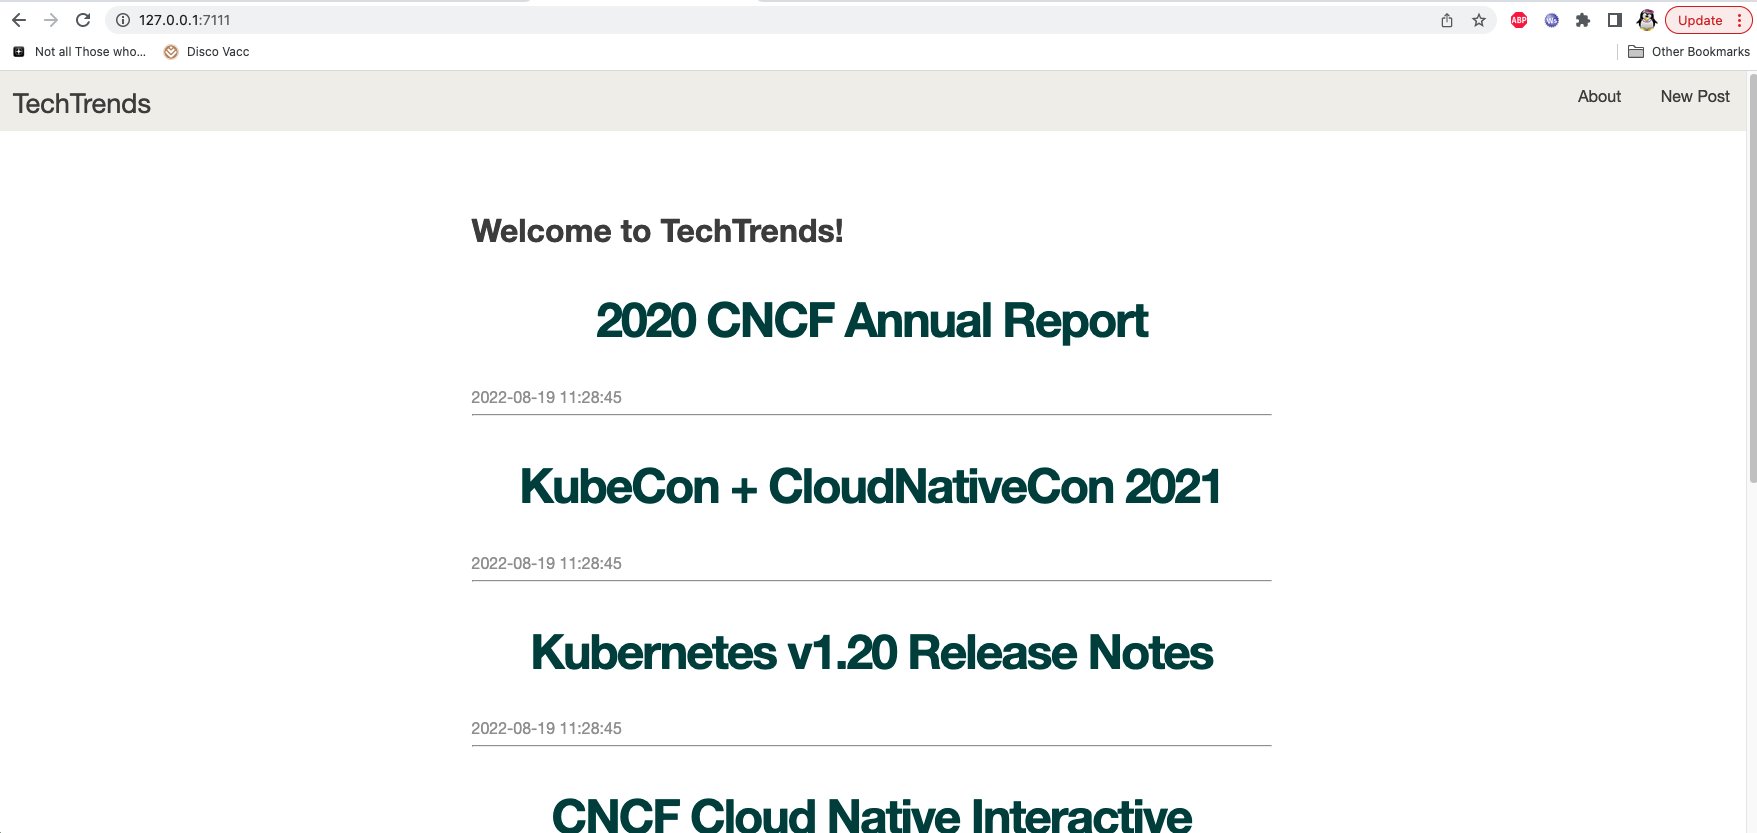 127.0.0.1:7111
ABP
Update
Not all Those who...
Disco Vacc
Other Bookmarks
TechTrends
About
New Post
Welcome to TechTrends!
2020 CNCF Annual Report
2022-08-19 11:28:45
KubeCon + CloudNativeCon 2021
2022-08-19 11:28:45
Kubernetes v1.20 Release Notes
2022-08-19 11:28:45
CNCF Cloud Native Interactive